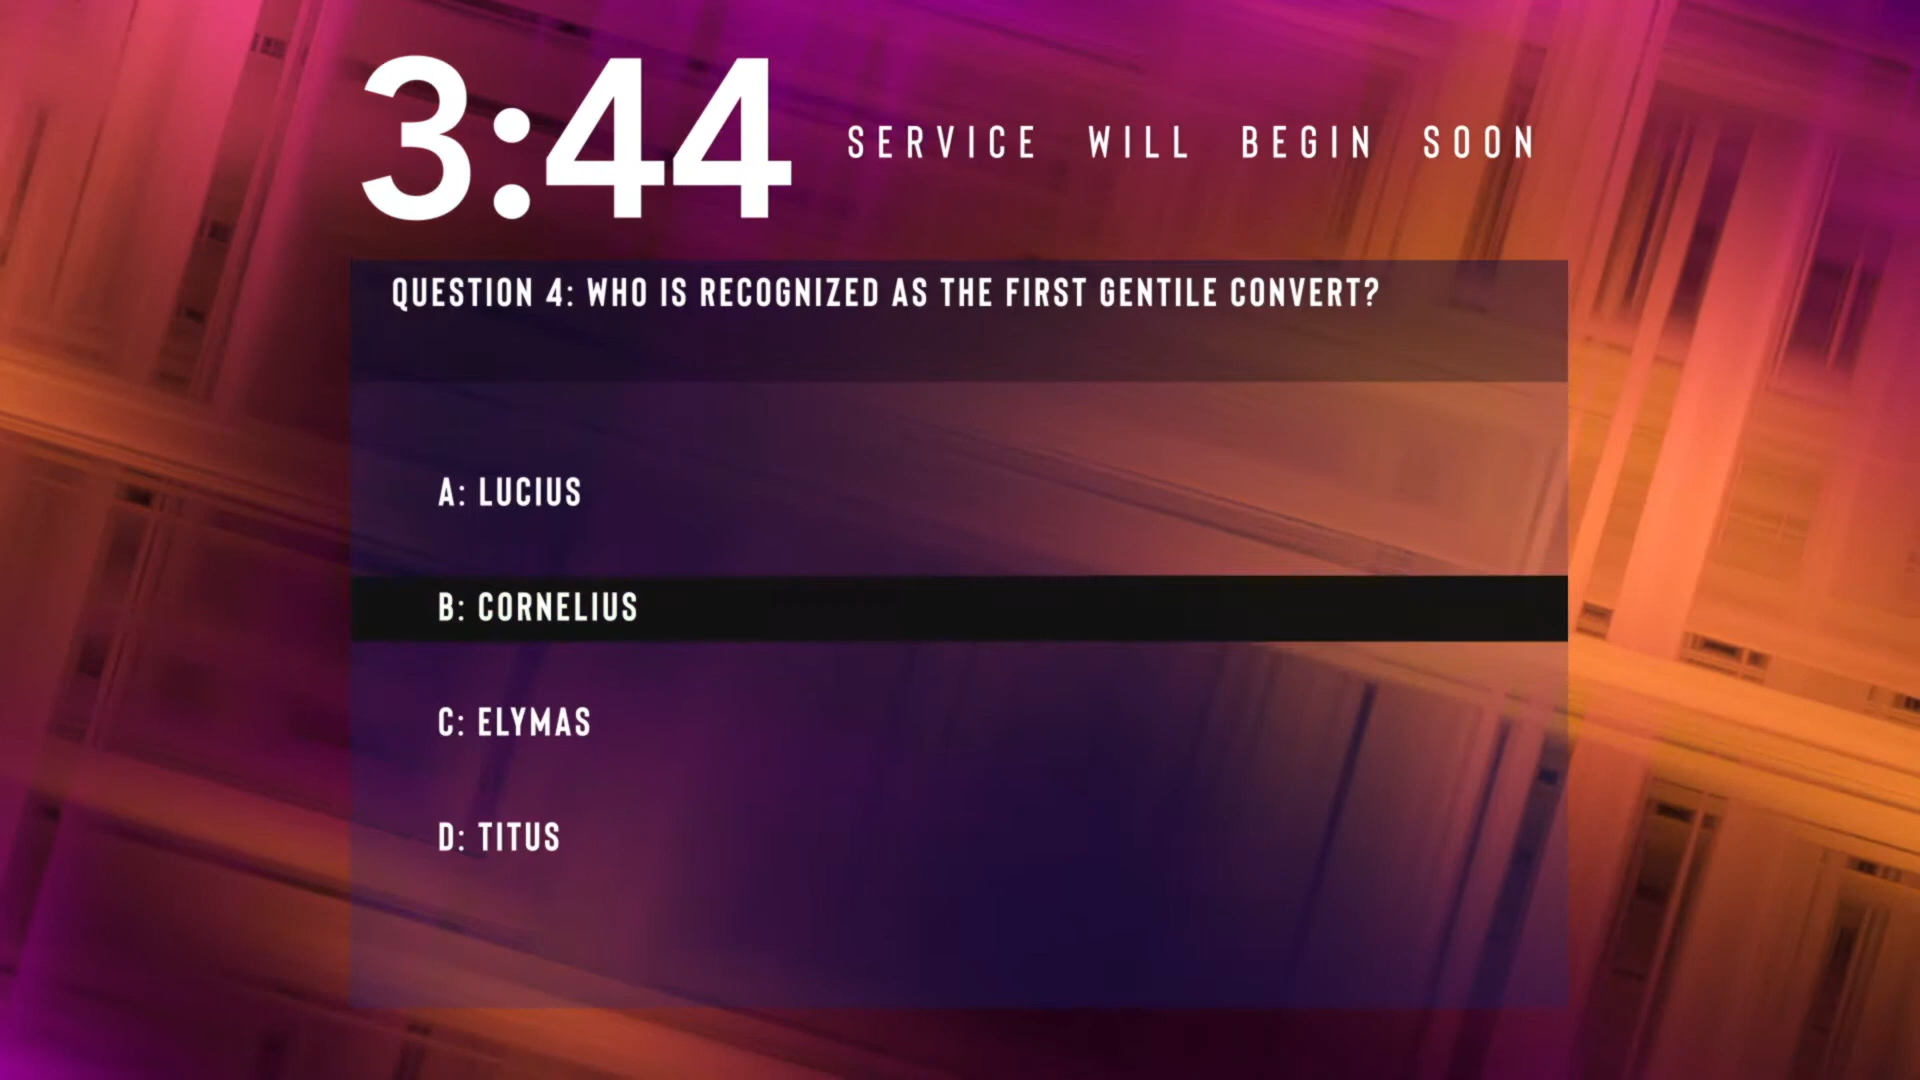 3:44 SERVICE WILL BEGIN SOON
QUESTION 4: WHO IS RECOGNIZED AS THE FIRST GENTILE CONVERT?
A: LUCIUS
B: CORNELIUS
C: ELYMAS
D: TITUS